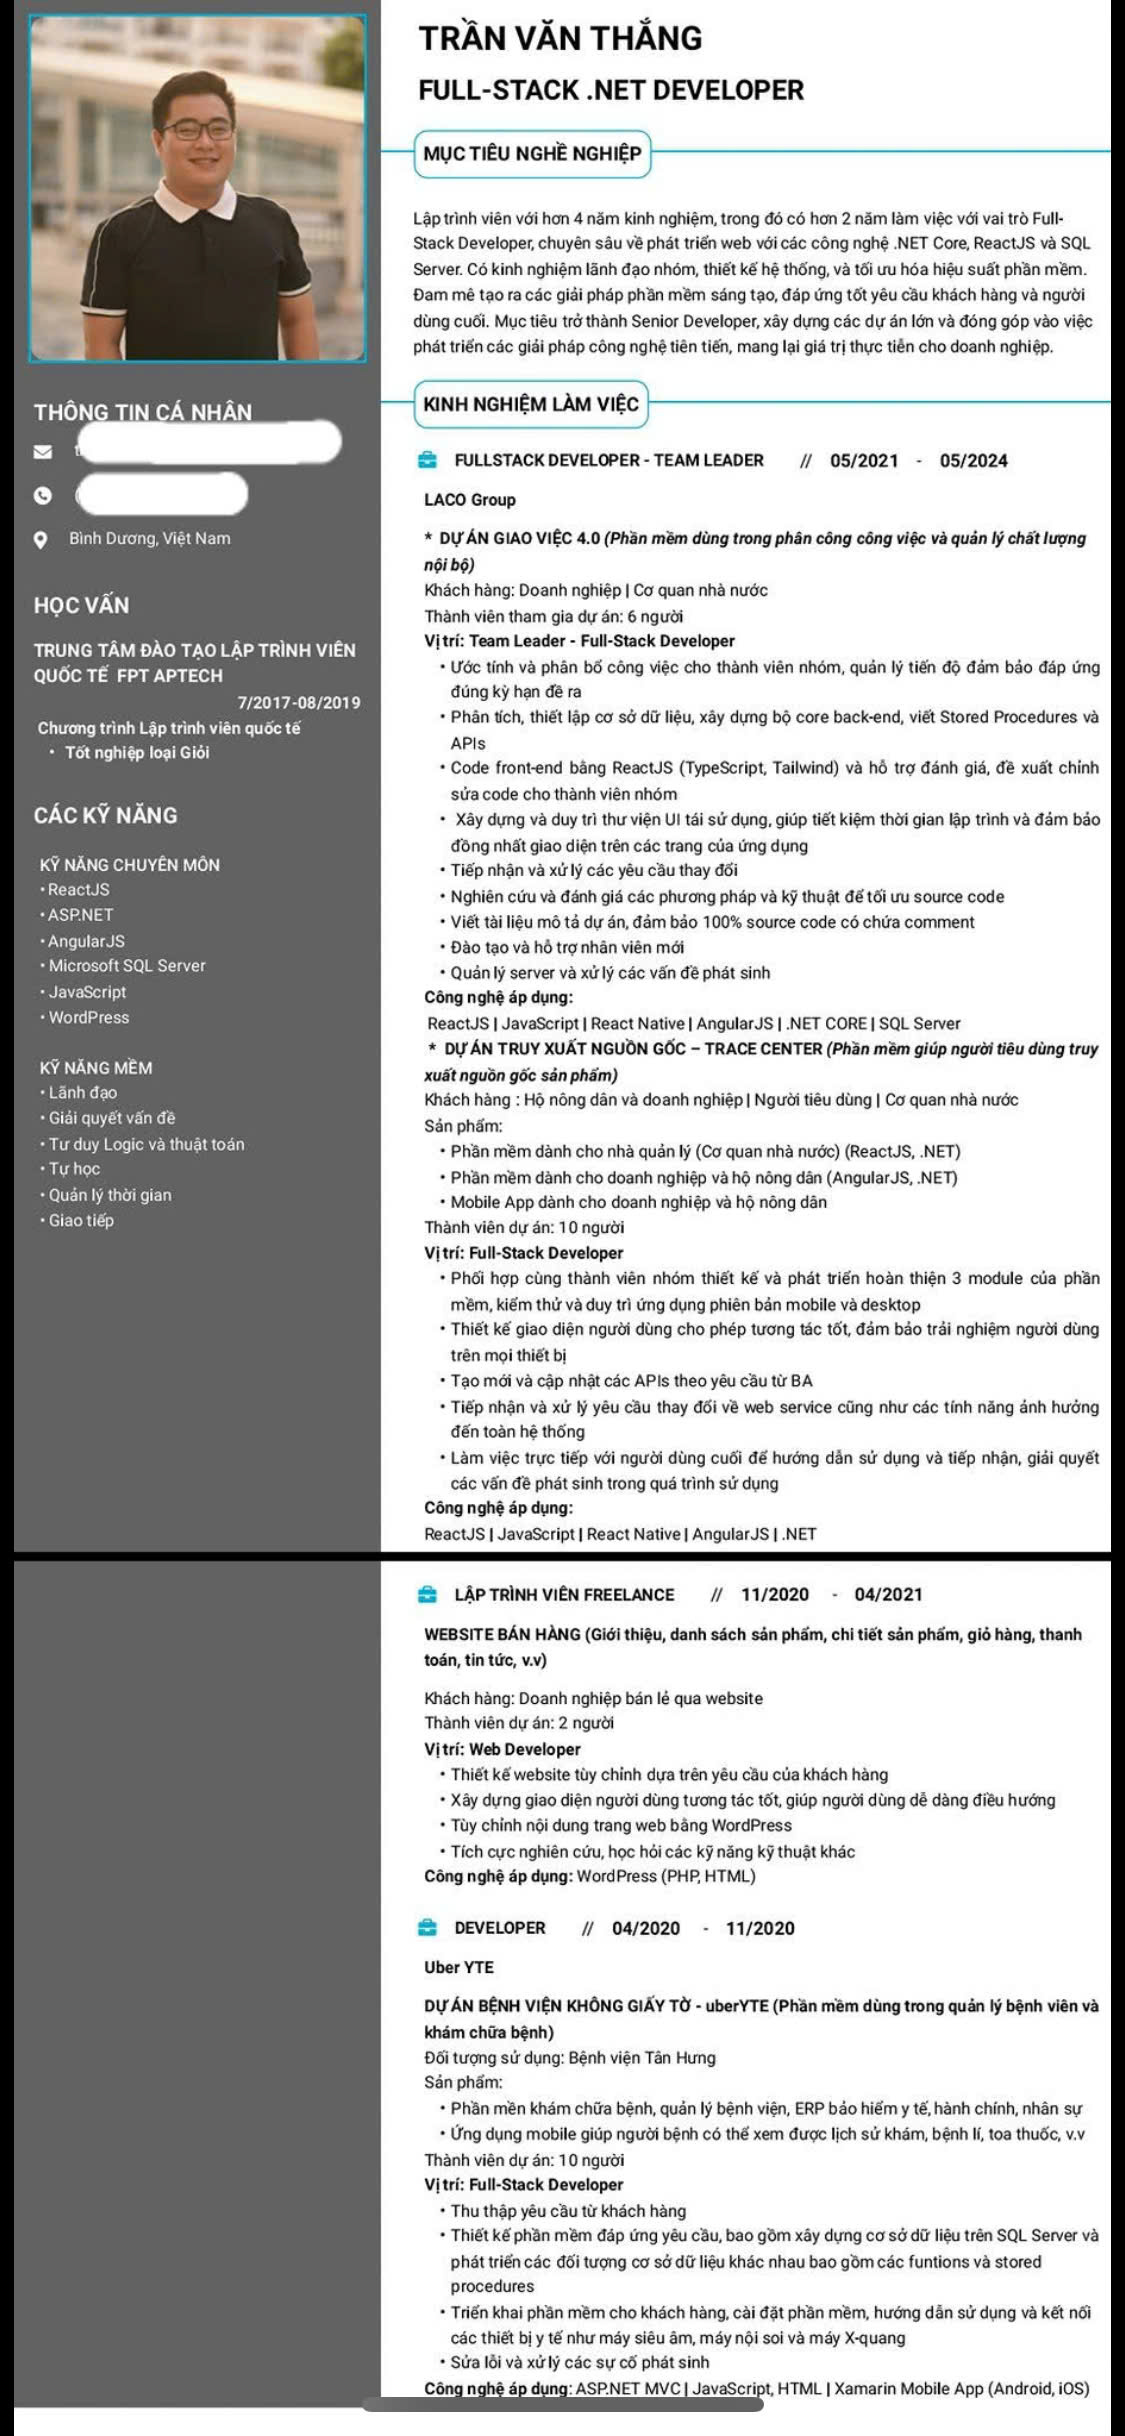 TRẦN VĂN THẮNG
FULL-STACK .NET DEVELOPER
MỤC TIÊU NGHỀ NGHIỆP
Lập trình viên với hơn 4 năm kinh nghiệm, trong đó có hơn 2 năm làm việc với vai trò Full-
Stack Developer, chuyên sâu về phát triển web với các công nghệ .NET Core, ReactJS và SQL
Server. Có kinh nghiệm lãnh đạo nhóm, thiết kế hệ thống, và tối ưu hóa hiệu suất phần mềm.
Đam mê tạo ra các giải pháp phần mềm sáng tạo, đáp ứng tốt yêu cầu khách hàng và người
dùng cuối. Mục tiêu trở thành Senior Developer, xây dựng các dự án lớn và đóng góp vào việc
phát triển các giải pháp công nghệ tiên tiến, mang lại giá trị thực tiễn cho doanh nghiệp.
THÔNG TIN CÁ NHÂN
Bình Dương, Việt Nam
HỌC VẤN
TRUNG TÂM ĐÀO TẠO LẬP TRÌNH VIÊN
QUỐC TẾ FPT APTECH
7/2017-08/2019
Chương trình Lập trình viên quốc tế
• Tốt nghiệp loại Giỏi
CÁC KỸ NĂNG
KỸ NĂNG CHUYÊN MÔN
• ReactJS
• ASP.NET
• AngularJS
• Microsoft SQL Server
• JavaScript
• WordPress
KỸ NĂNG MỀM
• Lãnh đạo
• Giải quyết vấn đề
• Tư duy Logic và thuật toán
• Tự học
• Quản lý thời gian
• Giao tiếp
KINH NGHIỆM LÀM VIỆC
FULLSTACK DEVELOPER - TEAM LEADER // 05/2021 - 05/2024
LACO Group
* DỰ ÁN GIAO VIỆC 4.0 (Phần mềm dùng trong phân công công việc và quản lý chất lượng
nội bộ)
Khách hàng: Doanh nghiệp | Cơ quan nhà nước
Thành viên tham gia dự án: 6 người
Vị trí: Team Leader - Full-Stack Developer
• Ước tính và phân bổ công việc cho thành viên nhóm, quản lý tiến độ đảm bảo đáp ứng
đúng kỳ hạn đề ra
• Phân tích, thiết lập cơ sở dữ liệu, xây dựng bộ core back-end, viết Stored Procedures và
APIs
• Code front-end bằng ReactJS (TypeScript, Tailwind) và hỗ trợ đánh giá, đề xuất chỉnh
sửa code cho thành viên nhóm
• Xây dựng và duy trì thư viện UI tái sử dụng, giúp tiết kiệm thời gian lập trình và đảm bảo
đồng nhất giao diện trên các trang của ứng dụng
• Tiếp nhận và xử lý các yêu cầu thay đổi
• Nghiên cứu và đánh giá các phương pháp và kỹ thuật để tối ưu source code
• Viết tài liệu mô tả dự án, đảm bảo 100% source code có chứa comment
• Đào tạo và hỗ trợ nhân viên mới
• Quản lý server và xử lý các vấn đề phát sinh
Công nghệ áp dụng:
ReactJS | JavaScript | React Native | AngularJS | .NET CORE | SQL Server
* DỰ ÁN TRUY XUẤT NGUỒN GỐC – TRACE CENTER (Phần mềm giúp người tiêu dùng truy
xuất nguồn gốc sản phẩm)
Khách hàng : Hộ nông dân và doanh nghiệp | Người tiêu dùng | Cơ quan nhà nước
Sản phẩm:
• Phần mềm dành cho nhà quản lý (Cơ quan nhà nước) (ReactJS, .NET)
• Phần mềm dành cho doanh nghiệp và hộ nông dân (AngularJS, .NET)
• Mobile App dành cho doanh nghiệp và hộ nông dân
Thành viên dự án: 10 người
Vị trí: Full-Stack Developer
• Phối hợp cùng thành viên nhóm thiết kế và phát triển hoàn thiện 3 module của phần
mềm, kiểm thử và duy trì ứng dụng phiên bản mobile và desktop
• Thiết kế giao diện người dùng cho phép tương tác tốt, đảm bảo trải nghiệm người dùng
trên mọi thiết bị
• Tạo mới và cập nhật các APIs theo yêu cầu từ BA
• Tiếp nhận và xử lý yêu cầu thay đổi về web service cũng như các tính năng ảnh hưởng
đến toàn hệ thống
• Làm việc trực tiếp với người dùng cuối để hướng dẫn sử dụng và tiếp nhận, giải quyết
các vấn đề phát sinh trong quá trình sử dụng
Công nghệ áp dụng:
ReactJS | JavaScript | React Native | AngularJS | .NET
LẬP TRÌNH VIÊN FREELANCE // 11/2020 - 04/2021
WEBSITE BÁN HÀNG (Giới thiệu, danh sách sản phẩm, chi tiết sản phẩm, giỏ hàng, thanh
toán, tin tức, v.v)
Khách hàng: Doanh nghiệp bán lẻ qua website
Thành viên dự án: 2 người
Vị trí: Web Developer
• Thiết kế website tùy chỉnh dựa trên yêu cầu của khách hàng
• Xây dựng giao diện người dùng tương tác tốt, giúp người dùng dễ dàng điều hướng
• Tùy chỉnh nội dung trang web bằng WordPress
• Tích cực nghiên cứu, học hỏi các kỹ năng kỹ thuật khác
Công nghệ áp dụng: WordPress (PHP, HTML)
DEVELOPER // 04/2020 - 11/2020
Uber YTE
DỰ ÁN BỆNH VIỆN KHÔNG GIẤY TỜ - uberYTE (Phần mềm dùng trong quản lý bệnh viên và
khám chữa bệnh)
Đối tượng sử dụng: Bệnh viện Tân Hưng
Sản phẩm:
• Phần mền khám chữa bệnh, quản lý bệnh viện, ERP bảo hiểm y tế, hành chính, nhân sự
• Ứng dụng mobile giúp người bệnh có thể xem được lịch sử khám, bệnh lí, toa thuốc, v.v
Thành viên dự án: 10 người
Vị trí: Full-Stack Developer
• Thu thập yêu cầu từ khách hàng
• Thiết kế phần mềm đáp ứng yêu cầu, bao gồm xây dựng cơ sở dữ liệu trên SQL Server và
phát triển các đối tượng cơ sở dữ liệu khác nhau bao gồm các funtions và stored
procedures
• Triển khai phần mềm cho khách hàng, cài đặt phần mềm, hướng dẫn sử dụng và kết nối
các thiết bị y tế như máy siêu âm, máy nội soi và máy X-quang
• Sửa lỗi và xử lý các sự cố phát sinh
Công nghệ áp dụng: ASP.NET MVC | JavaScript, HTML | Xamarin Mobile App (Android, iOS)